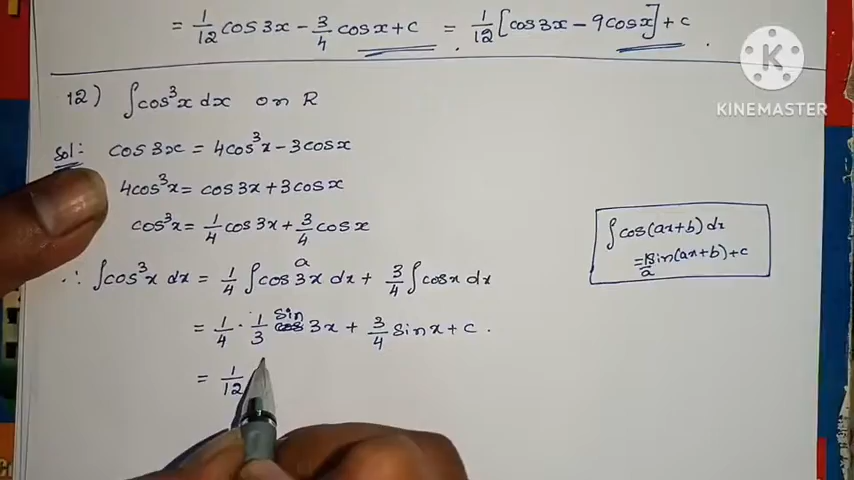 = 1/12 cos 3x - 3/4 cos x + c = 1/12 [cos 3x - 9 cos x] + c
K
KINEMASTER
12) ∫cos³x dx on R
Sol: cos 3x = 4cos³x - 3cos x
4cos³x = cos 3x + 3cos x
cos³x = 1/4 cos 3x + 3/4 cos x
∫cos(ax+b) dx
= 1/a sin(ax+b) + c
a
∴ ∫cos³x dx = 1/4 ∫cos 3x dx + 3/4 ∫cos x dx
sin
= 1/4 · 1/3 cos 3x + 3/4 sin x + c .
= 1/12